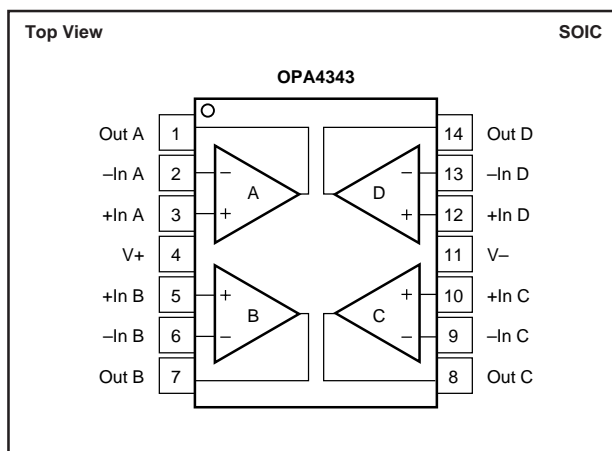 Top View SOIC
OPA4343
Out A 1 14 Out D
–In A 2 – – 13 –In D
A D
+In A 3 + + 12 +In D
V+ 4 11 V–
+In B 5 + + 10 +In C
B C
–In B 6 – – 9 –In C
Out B 7 8 Out C